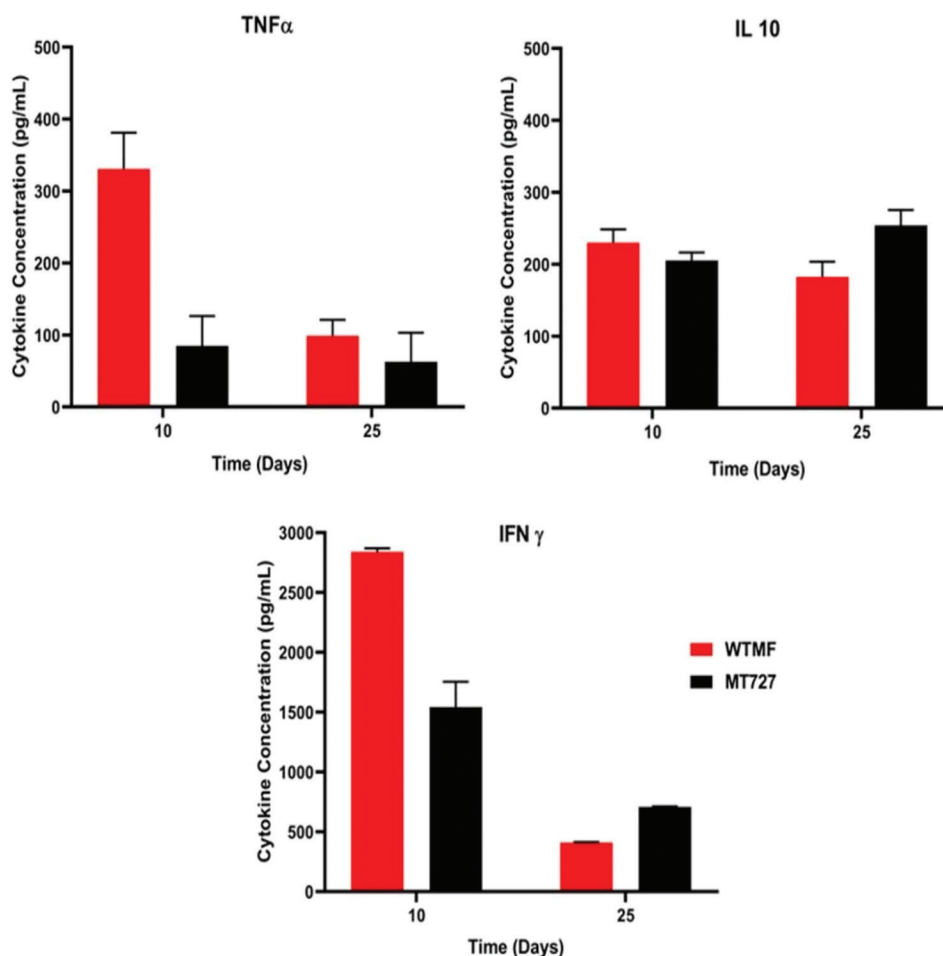 TNFα
Cytokine Concentration (pg/mL)
500
400
300
200
100
0
10
25
Time (Days)
IL 10
Cytokine Concentration (pg/mL)
500
400
300
200
100
0
10
25
Time (Days)
IFN γ
Cytokine Concentration (pg/mL)
3000
2500
2000
1500
1000
500
0
10
25
Time (Days)
WTMF
MT727